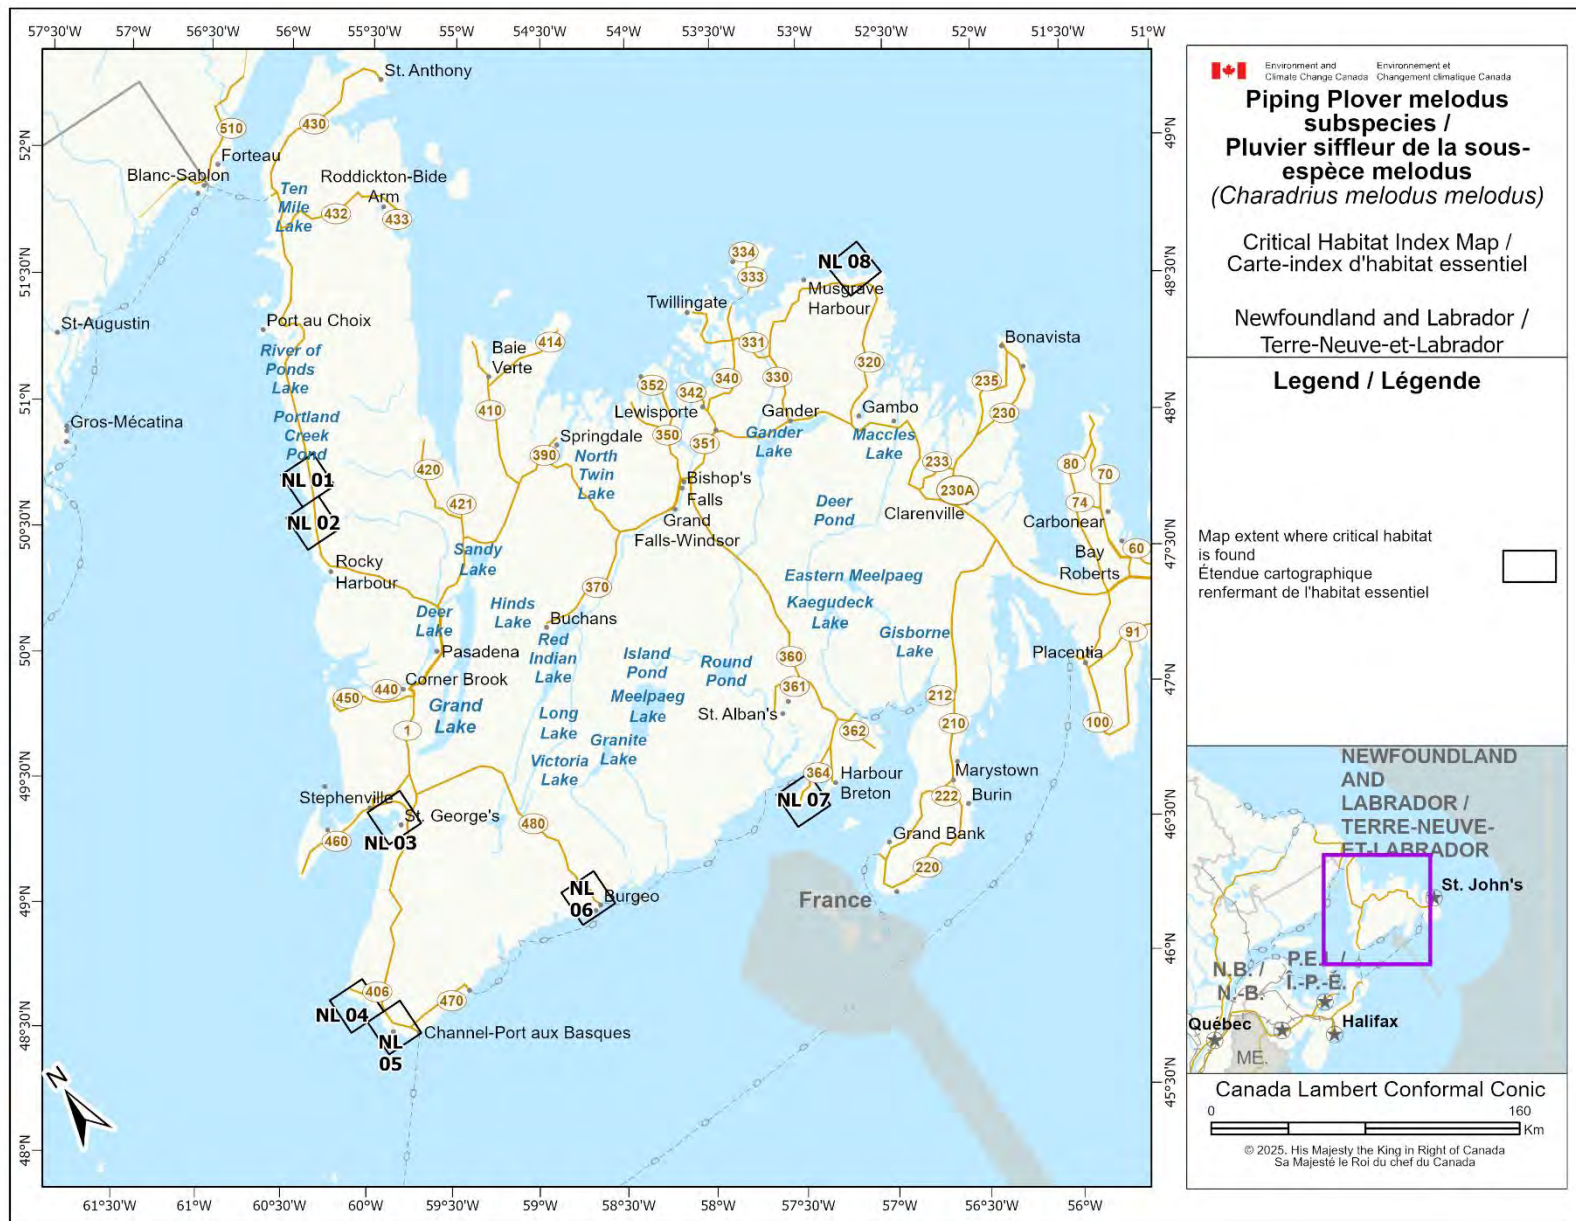 57°30'W 57°W 56°30'W 56°W 55°30'W 55°W 54°30'W 54°W 53°30'W 53°W 52°30'W 52°W 51°30'W 51°W
52°N
51°30'N
51°N
50°30'N
50°N
49°30'N
49°N
48°30'N
48°N
49°N
48°30'N
48°N
47°30'N
47°N
46°30'N
46°N
45°30'N
St. Anthony
430
510
Forteau
Blanc-Sablon
Roddickton-Bide
Arm
Ten
Mile
Lake
432
433
St-Augustin
Port au Choix
River of
Ponds
Lake
Gros-Mécatina
Portland
Creek
Pond
NL 01
NL 02
Rocky
Harbour
Baie
Verte
414
410
420
421
390
Springdale
North
Twin
Lake
Sandy
Lake
Deer
Lake
Hinds
Lake
370
Buchans
Red
Indian
Lake
Pasadena
Corner Brook
440
450
1
Grand
Lake
Long
Lake
Victoria
Lake
Island
Pond
Meelpaeg
Lake
Granite
Lake
Round
Pond
334
333
Twillingate
NL 08
Musgrave
Harbour
331
330
340
342
352
320
Lewisporte
350
351
Gander
Gander
Lake
Gambo
Maccles
Lake
Bonavista
235
230
233
230A
Clarenville
Bishop's
Falls
Grand
Falls-Windsor
Deer
Pond
Eastern Meelpaeg
Kaegudeck
Lake
Gisborne
Lake
80
70
74
Carbonear
60
Bay
Roberts
91
Placentia
100
360
361
St. Alban's
362
364
Harbour
Breton
NL 07
212
210
Marystown
222
Burin
Grand Bank
220
Stephenville
St. George's
NL 03
460
480
NL
06
Burgeo
France
406
NL 04
470
NL
05
Channel-Port aux Basques
N
61°30'W 61°W 60°30'W 60°W 59°30'W 59°W 58°30'W 58°W 57°30'W 57°W 56°30'W 56°W
Environment and
Climate Change Canada
Environnement et
Changement climatique Canada
Piping Plover melodus
subspecies /
Pluvier siffleur de la sous-
espèce melodus
(Charadrius melodus melodus)
Critical Habitat Index Map /
Carte-index d'habitat essentiel
Newfoundland and Labrador /
Terre-Neuve-et-Labrador
Legend / Légende
Map extent where critical habitat
is found
Étendue cartographique
renfermant de l'habitat essentiel
NEWFOUNDLAND
AND
LABRADOR /
TERRE-NEUVE-
ET-LABRADOR
St. John's
P.E.I. /
Î.-P.-É.
N.B. /
N.-B.
Québec
Halifax
ME.
Canada Lambert Conformal Conic
0 160
Km
© 2025. His Majesty the King in Right of Canada
Sa Majesté le Roi du chef du Canada